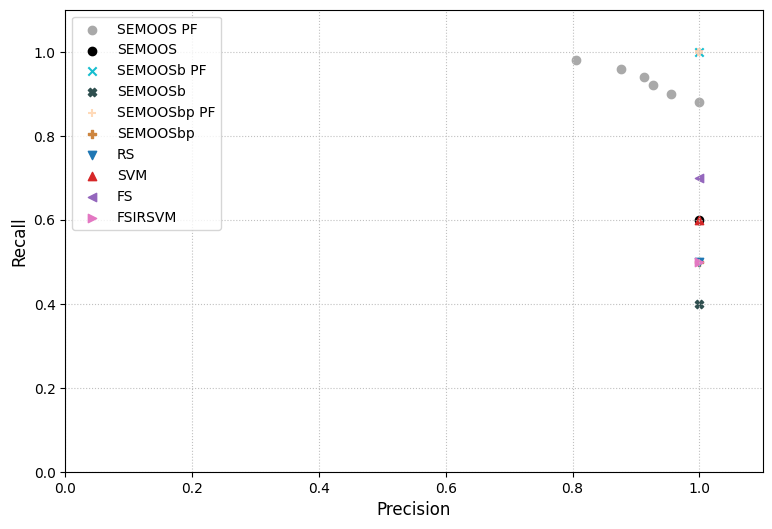 SEMOOS PF
SEMOOS
SEMOOSb PF
SEMOOSb
SEMOOSbp PF
SEMOOSbp
RS
SVM
FS
FSIRSVM
1.0
0.8
0.6
0.4
0.2
0.0
Recall
0.0 0.2 0.4 0.6 0.8 1.0
Precision